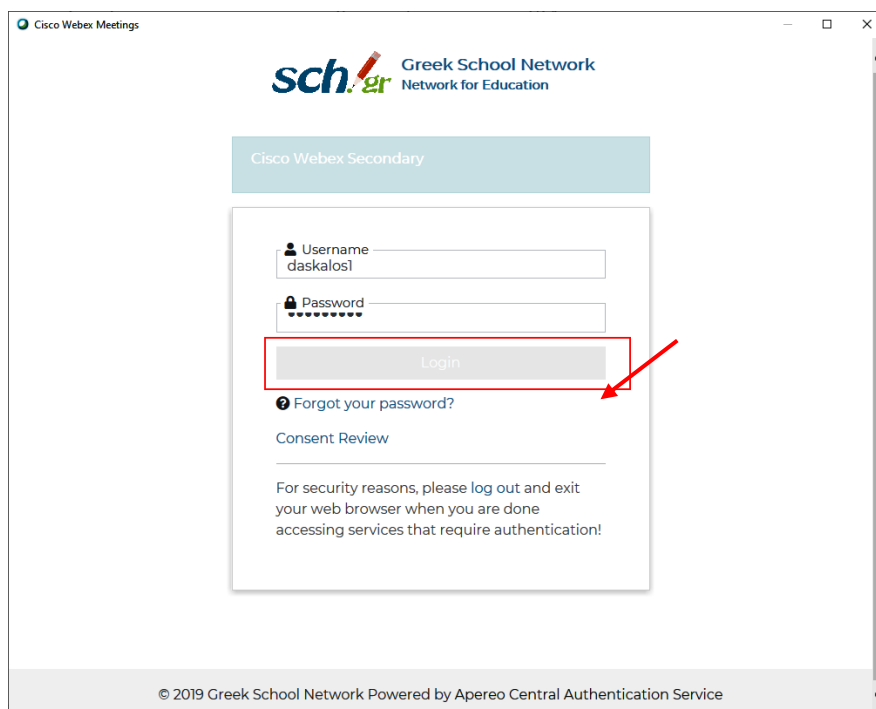 Cisco Webex Meetings
sch.gr
Greek School Network
Network for Education
Cisco Webex Secondary
Username
daskalos1
Password
Login
Forgot your password?
Consent Review
For security reasons, please log out and exit
your web browser when you are done
accessing services that require authentication!
© 2019 Greek School Network Powered by Apereo Central Authentication Service